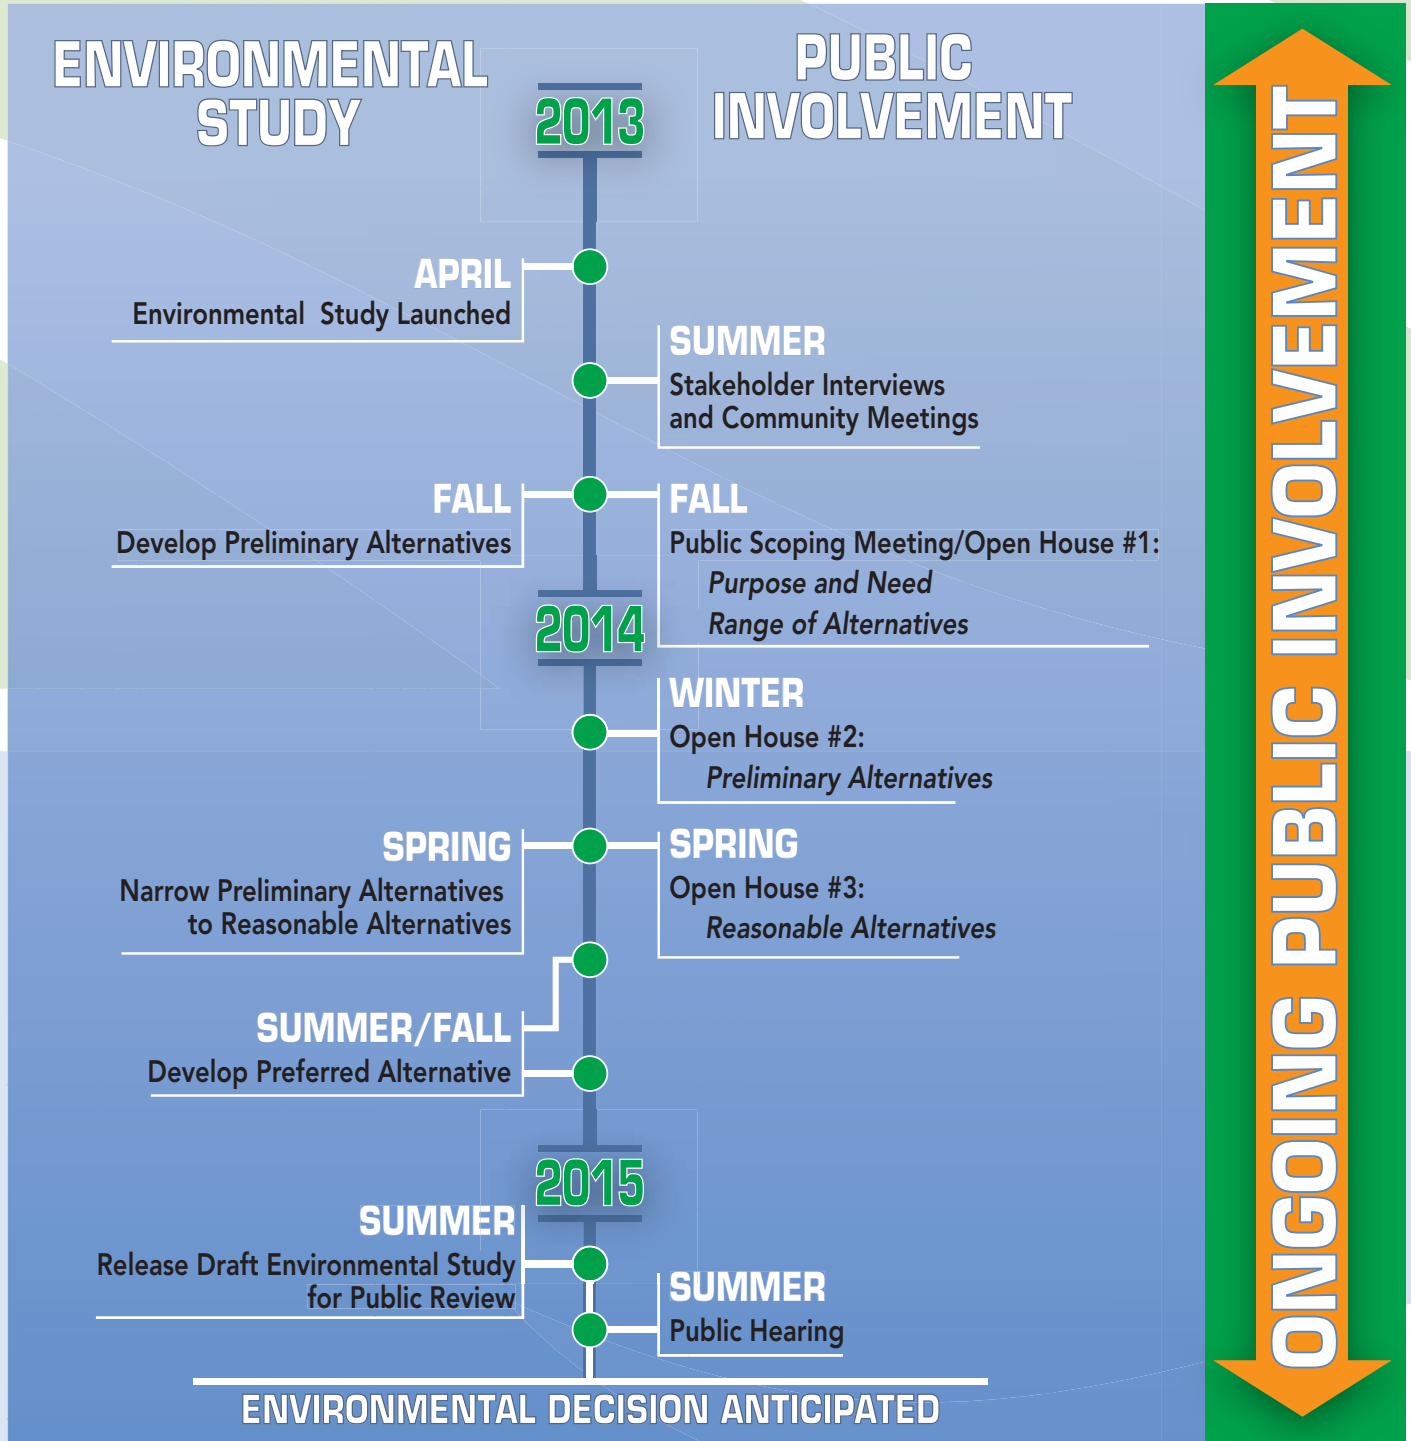 ENVIRONMENTAL
STUDY
PUBLIC
INVOLVEMENT
2013
APRIL
Environmental Study Launched
SUMMER
Stakeholder Interviews
and Community Meetings
FALL
Develop Preliminary Alternatives
FALL
Public Scoping Meeting/Open House #1:
Purpose and Need
Range of Alternatives
2014
WINTER
Open House #2:
Preliminary Alternatives
SPRING
Narrow Preliminary Alternatives
to Reasonable Alternatives
SPRING
Open House #3:
Reasonable Alternatives
SUMMER/FALL
Develop Preferred Alternative
2015
SUMMER
Release Draft Environmental Study
for Public Review
SUMMER
Public Hearing
ENVIRONMENTAL DECISION ANTICIPATED
ONGOING PUBLIC INVOLVEMENT